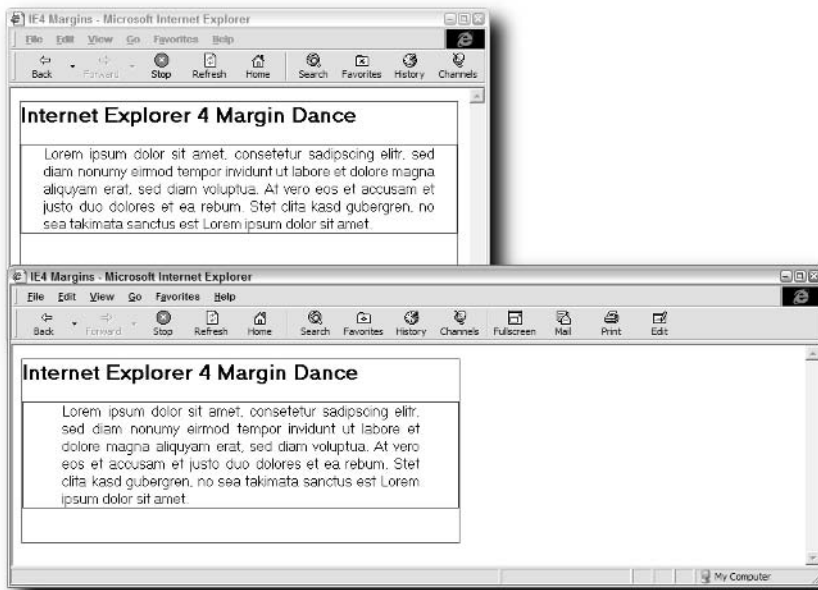 IE4 Margins - Microsoft Internet Explorer
File Edit View Go Favorites Help
Back Forward Stop Refresh Home Search Favorites History Channels
Internet Explorer 4 Margin Dance
Lorem ipsum dolor sit amet, consetetur sadipscing elitr, sed
diam nonumy eirmod tempor invidunt ut labore et dolore magna
aliquyam erat, sed diam voluptua. At vero eos et accusam et
justo duo dolores et ea rebum. Stet clita kasd gubergren, no
sea takimata sanctus est Lorem ipsum dolor sit amet.
IE4 Margins - Microsoft Internet Explorer
File Edit View Go Favorites Help
Back Forward Stop Refresh Home Search Favorites History Channels Fullscreen Mail Print Edit
Internet Explorer 4 Margin Dance
Lorem ipsum dolor sit amet, consetetur sadipscing elitr,
sed diam nonumy eirmod tempor invidunt ut labore et
dolore magna aliquyam erat, sed diam voluptua. At vero
eos et accusam et justo duo dolores et ea rebum. Stet
clita kasd gubergren, no sea takimata sanctus est Lorem
ipsum dolor sit amet.
My Computer